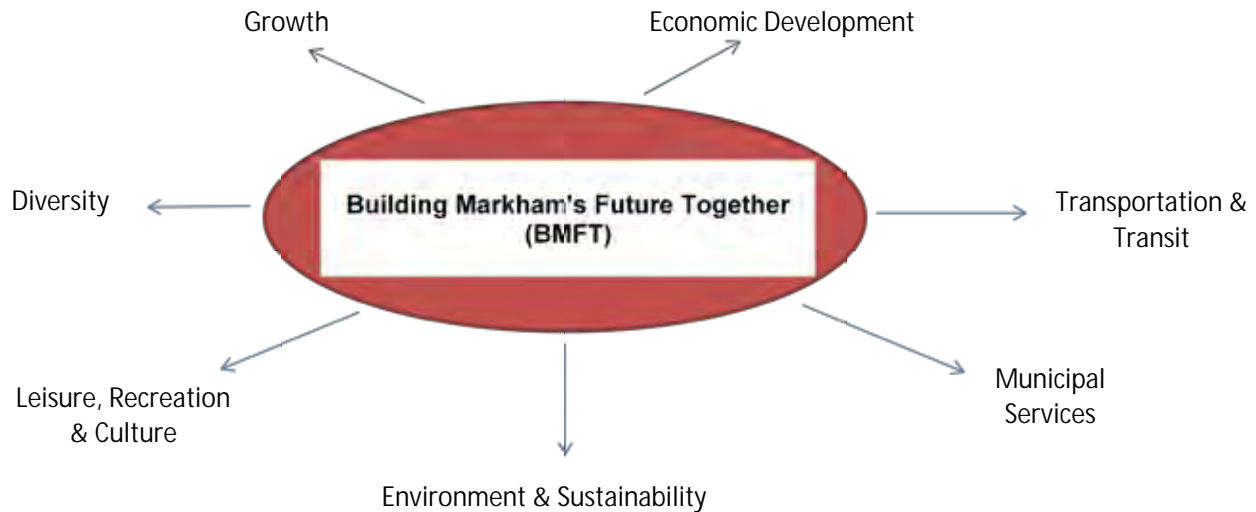 Growth
Economic Development
Diversity
Building Markham's Future Together
(BMFT)
Transportation &
Transit
Leisure, Recreation
& Culture
Municipal
Services
Environment & Sustainability